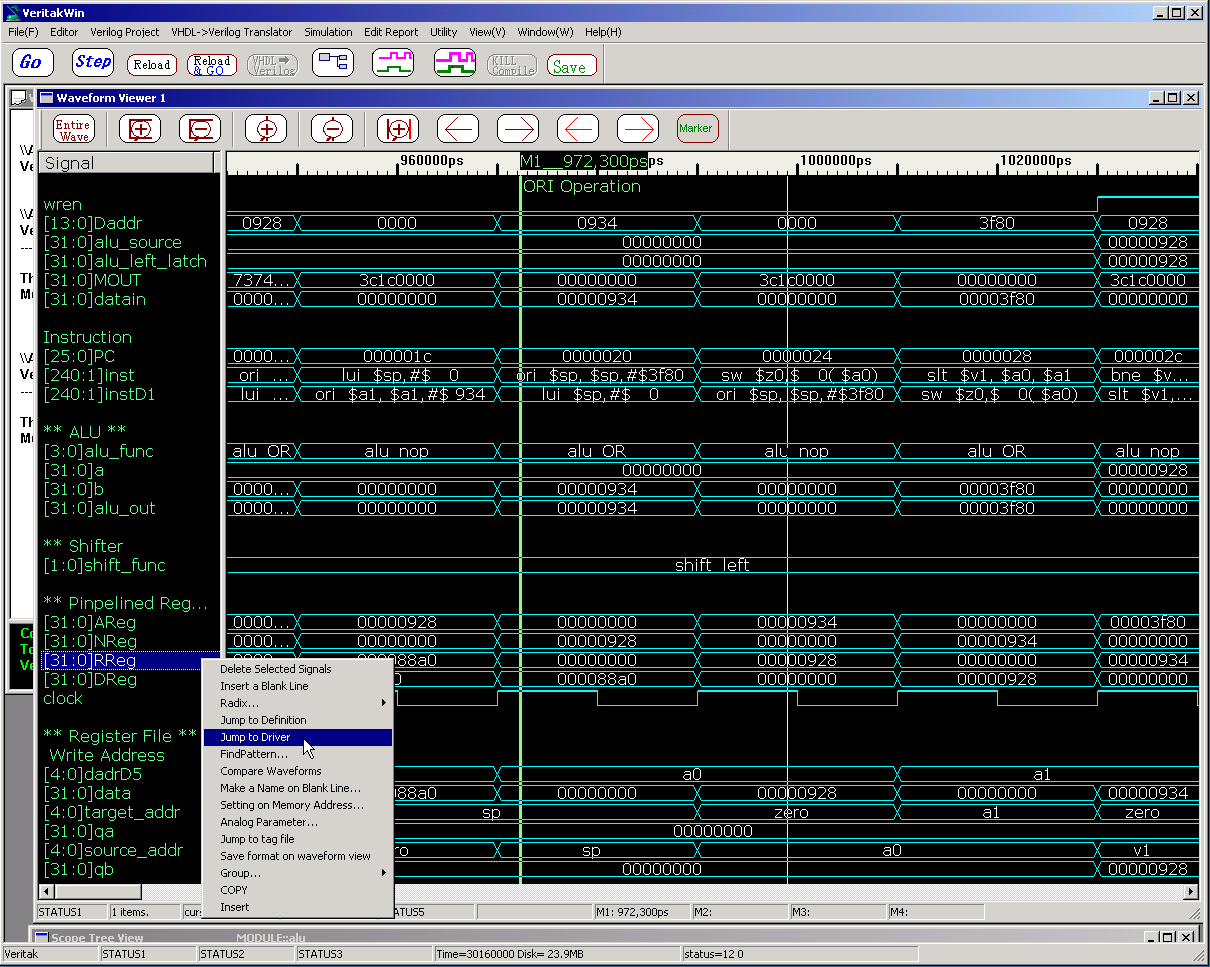 VeritakWin
File(F) Editor Verilog Project VHDL->Verilog Translator Simulation Edit Report Utility View(V) Window(W) Help(H)
Go Step Reload Reload & GO VHDL Verilog KILL Compile Save
Waveform Viewer 1
Entire Wave Marker
Signal 960000ps M1__972,300ps ps 1000000ps 1020000ps
ORI Operation
wren
[13:0]Daddr 0928 0000 0934 0000 3f80 0928
[31:0]alu_source 00000000 00000928
[31:0]alu_left_latch 00000000 00000928
[31:0]MOUT 7374... 3c1c0000 00000000 3c1c0000 00000000 3c1c0000
[31:0]datain 0000... 00000000 00000934 00000000 00003f80 00000000
Instruction
[25:0]PC 0000... 000001c 0000020 0000024 0000028 000002c
[240:1]inst ori ... lui $sp,#$ 0 ori $sp, $sp,#$3f80 sw $z0,$ 0( $a0) slt $v1, $a0, $a1 bne $v...
[240:1]instD1 lui ... ori $a1, $a1,#$ 934 lui $sp,#$ 0 ori $sp, $sp,#$3f80 sw $z0,$ 0( $a0) slt $v1,...
** ALU **
[3:0]alu_func alu OR alu nop alu OR alu nop alu OR alu nop
[31:0]a 00000000 00000928
[31:0]b 0000... 00000000 00000934 00000000 00003f80 00000000
[31:0]alu_out 0000... 00000000 00000934 00000000 00003f80 00000000
** Shifter
[1:0]shift_func shift left
** Pinpelined Reg...
[31:0]AReg 0000... 00000928 00000000 00000934 00000000 00003f80
[31:0]NReg 0000... 00000000 00000928 00000000 00000934 00000000
[31:0]RReg 088a0 00000000 00000928 00000000 00000934
[31:0]DReg 0 000088a0 00000000 00000928 00000000
clock
** Register File **
Write Address
[4:0]dadrD5 a0 a1
[31:0]data 88a0 00000000 00000928 00000000 00000934
[4:0]target_addr sp zero a1 zero
[31:0]qa 00000000
[4:0]source_addr ro sp a0 v1
[31:0]qb 00000000 00000928
Delete Selected Signals
Insert a Blank Line
Radix...
Jump to Definition
Jump to Driver
FindPattern...
Compare Waveforms
Make a Name on Blank Line...
Setting on Memory Address...
Analog Parameter...
Jump to tag file
Save format on waveform view
Group...
COPY
Insert
STATUS1 1 items. curs ATUS5 M1: 972,300ps M2: M3: M4:
Scope Tree View MODULE::alu
Veritak STATUS1 STATUS2 STATUS3 Time=30160000 Disk= 23.9MB status=12 0